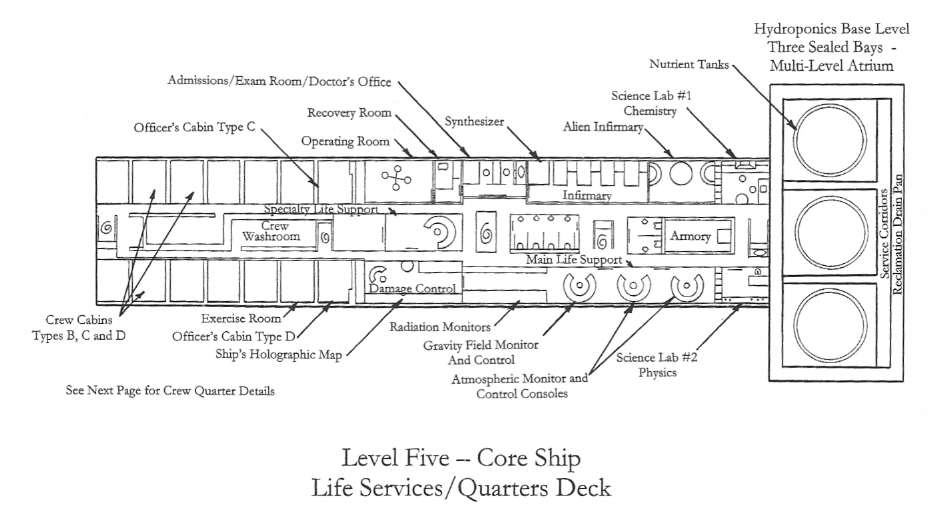 Hydroponics Base Level
Three Sealed Bays -
Multi-Level Atrium
Nutrient Tanks
Admissions/Exam Room/Doctor's Office
Science Lab #1
Chemistry
Recovery Room
Synthesizer
Alien Infirmary
Officer's Cabin Type C
Operating Room
Infirmary
Specialty Life Support
Crew
Washroom
Armory
Main Life Support
Service Corridors
Reclamation Drain Pan
Damage Control
Crew Cabins
Types B, C and D
Exercise Room
Officer's Cabin Type D
Ship's Holographic Map
Radiation Monitors
Gravity Field Monitor
And Control
Atmospheric Monitor and
Control Consoles
Science Lab #2
Physics
See Next Page for Crew Quarter Details
Level Five -- Core Ship
Life Services/Quarters Deck